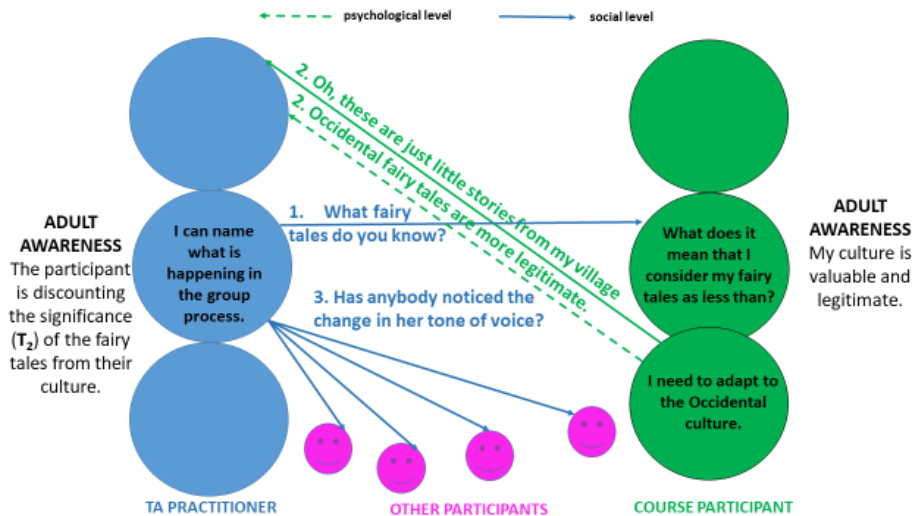 psychological level
social level
ADULT
AWARENESS
The participant
is discounting
the significance
(T₂) of the fairy
tales from their
culture.
I can name
what is
happening in
the group
process.
1. What fairy
tales do you know?
2. Oh, these are just little stories from my village
2. Occidental fairy tales are more legitimate.
3. Has anybody noticed the
change in her tone of voice?
What does it
mean that I
consider my fairy
tales as less than?
I need to adapt to
the Occidental
culture.
ADULT
AWARENESS
My culture is
valuable and
legitimate.
TA PRACTITIONER
OTHER PARTICIPANTS
COURSE PARTICIPANT